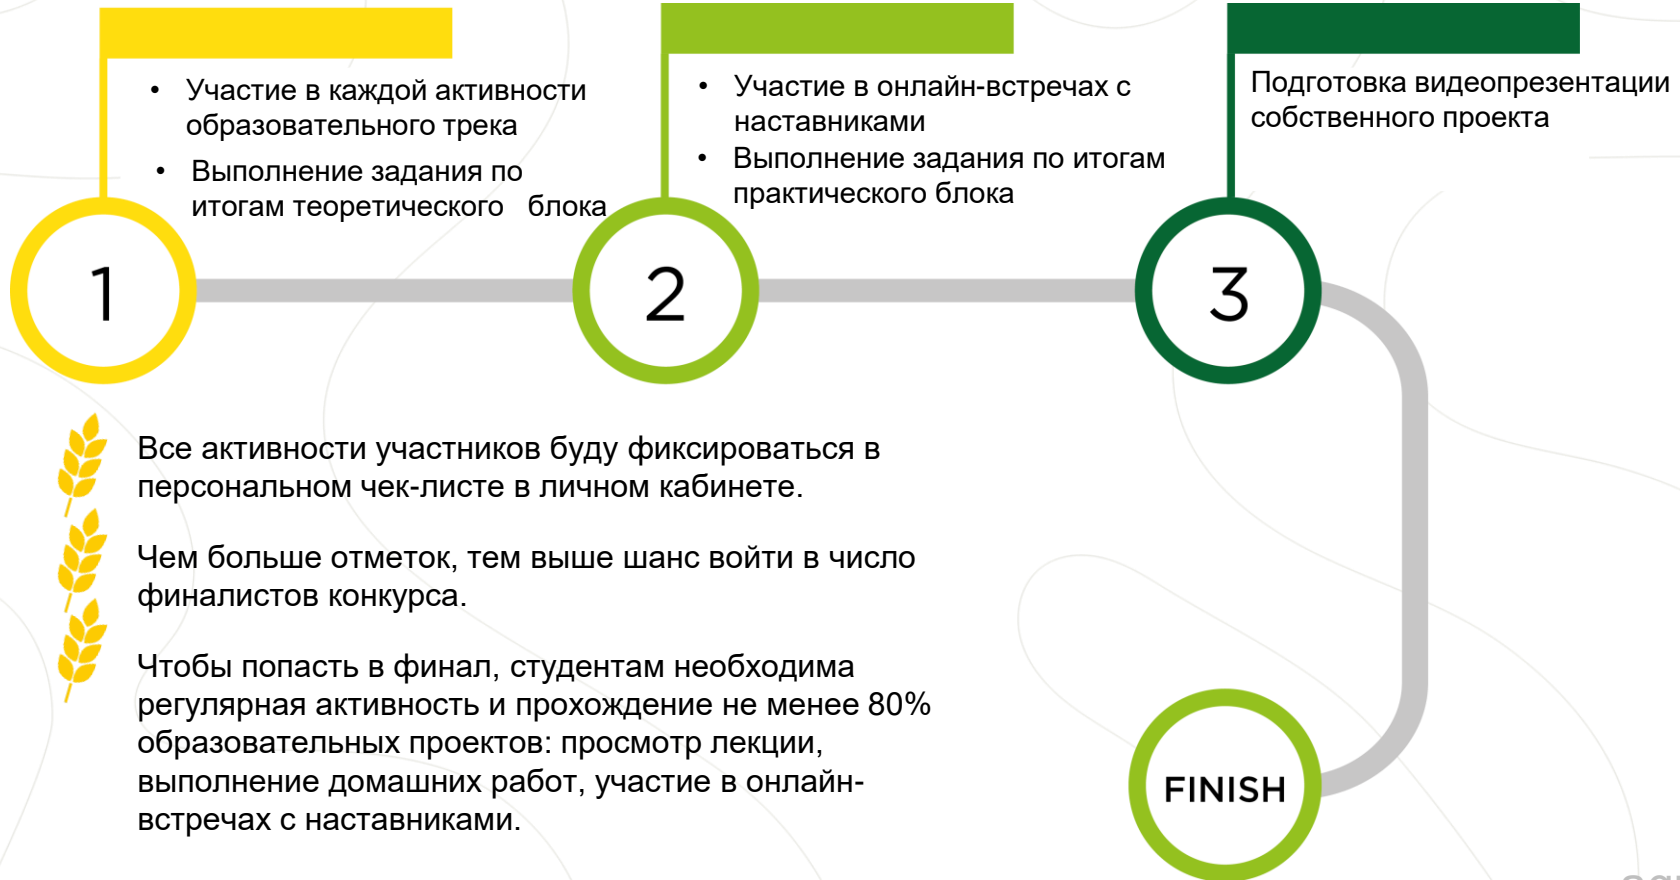 • Участие в каждой активности
образовательного трека
• Выполнение задания по
итогам теоретического блока
• Участие в онлайн-встречах с
наставниками
• Выполнение задания по итогам
практического блока
Подготовка видеопрезентации
собственного проекта
1
2
3
Все активности участников буду фиксироваться в
персональном чек-листе в личном кабинете.
Чем больше отметок, тем выше шанс войти в число
финалистов конкурса.
Чтобы попасть в финал, студентам необходима
регулярная активность и прохождение не менее 80%
образовательных проектов: просмотр лекции,
выполнение домашних работ, участие в онлайн-
встречах с наставниками.
FINISH